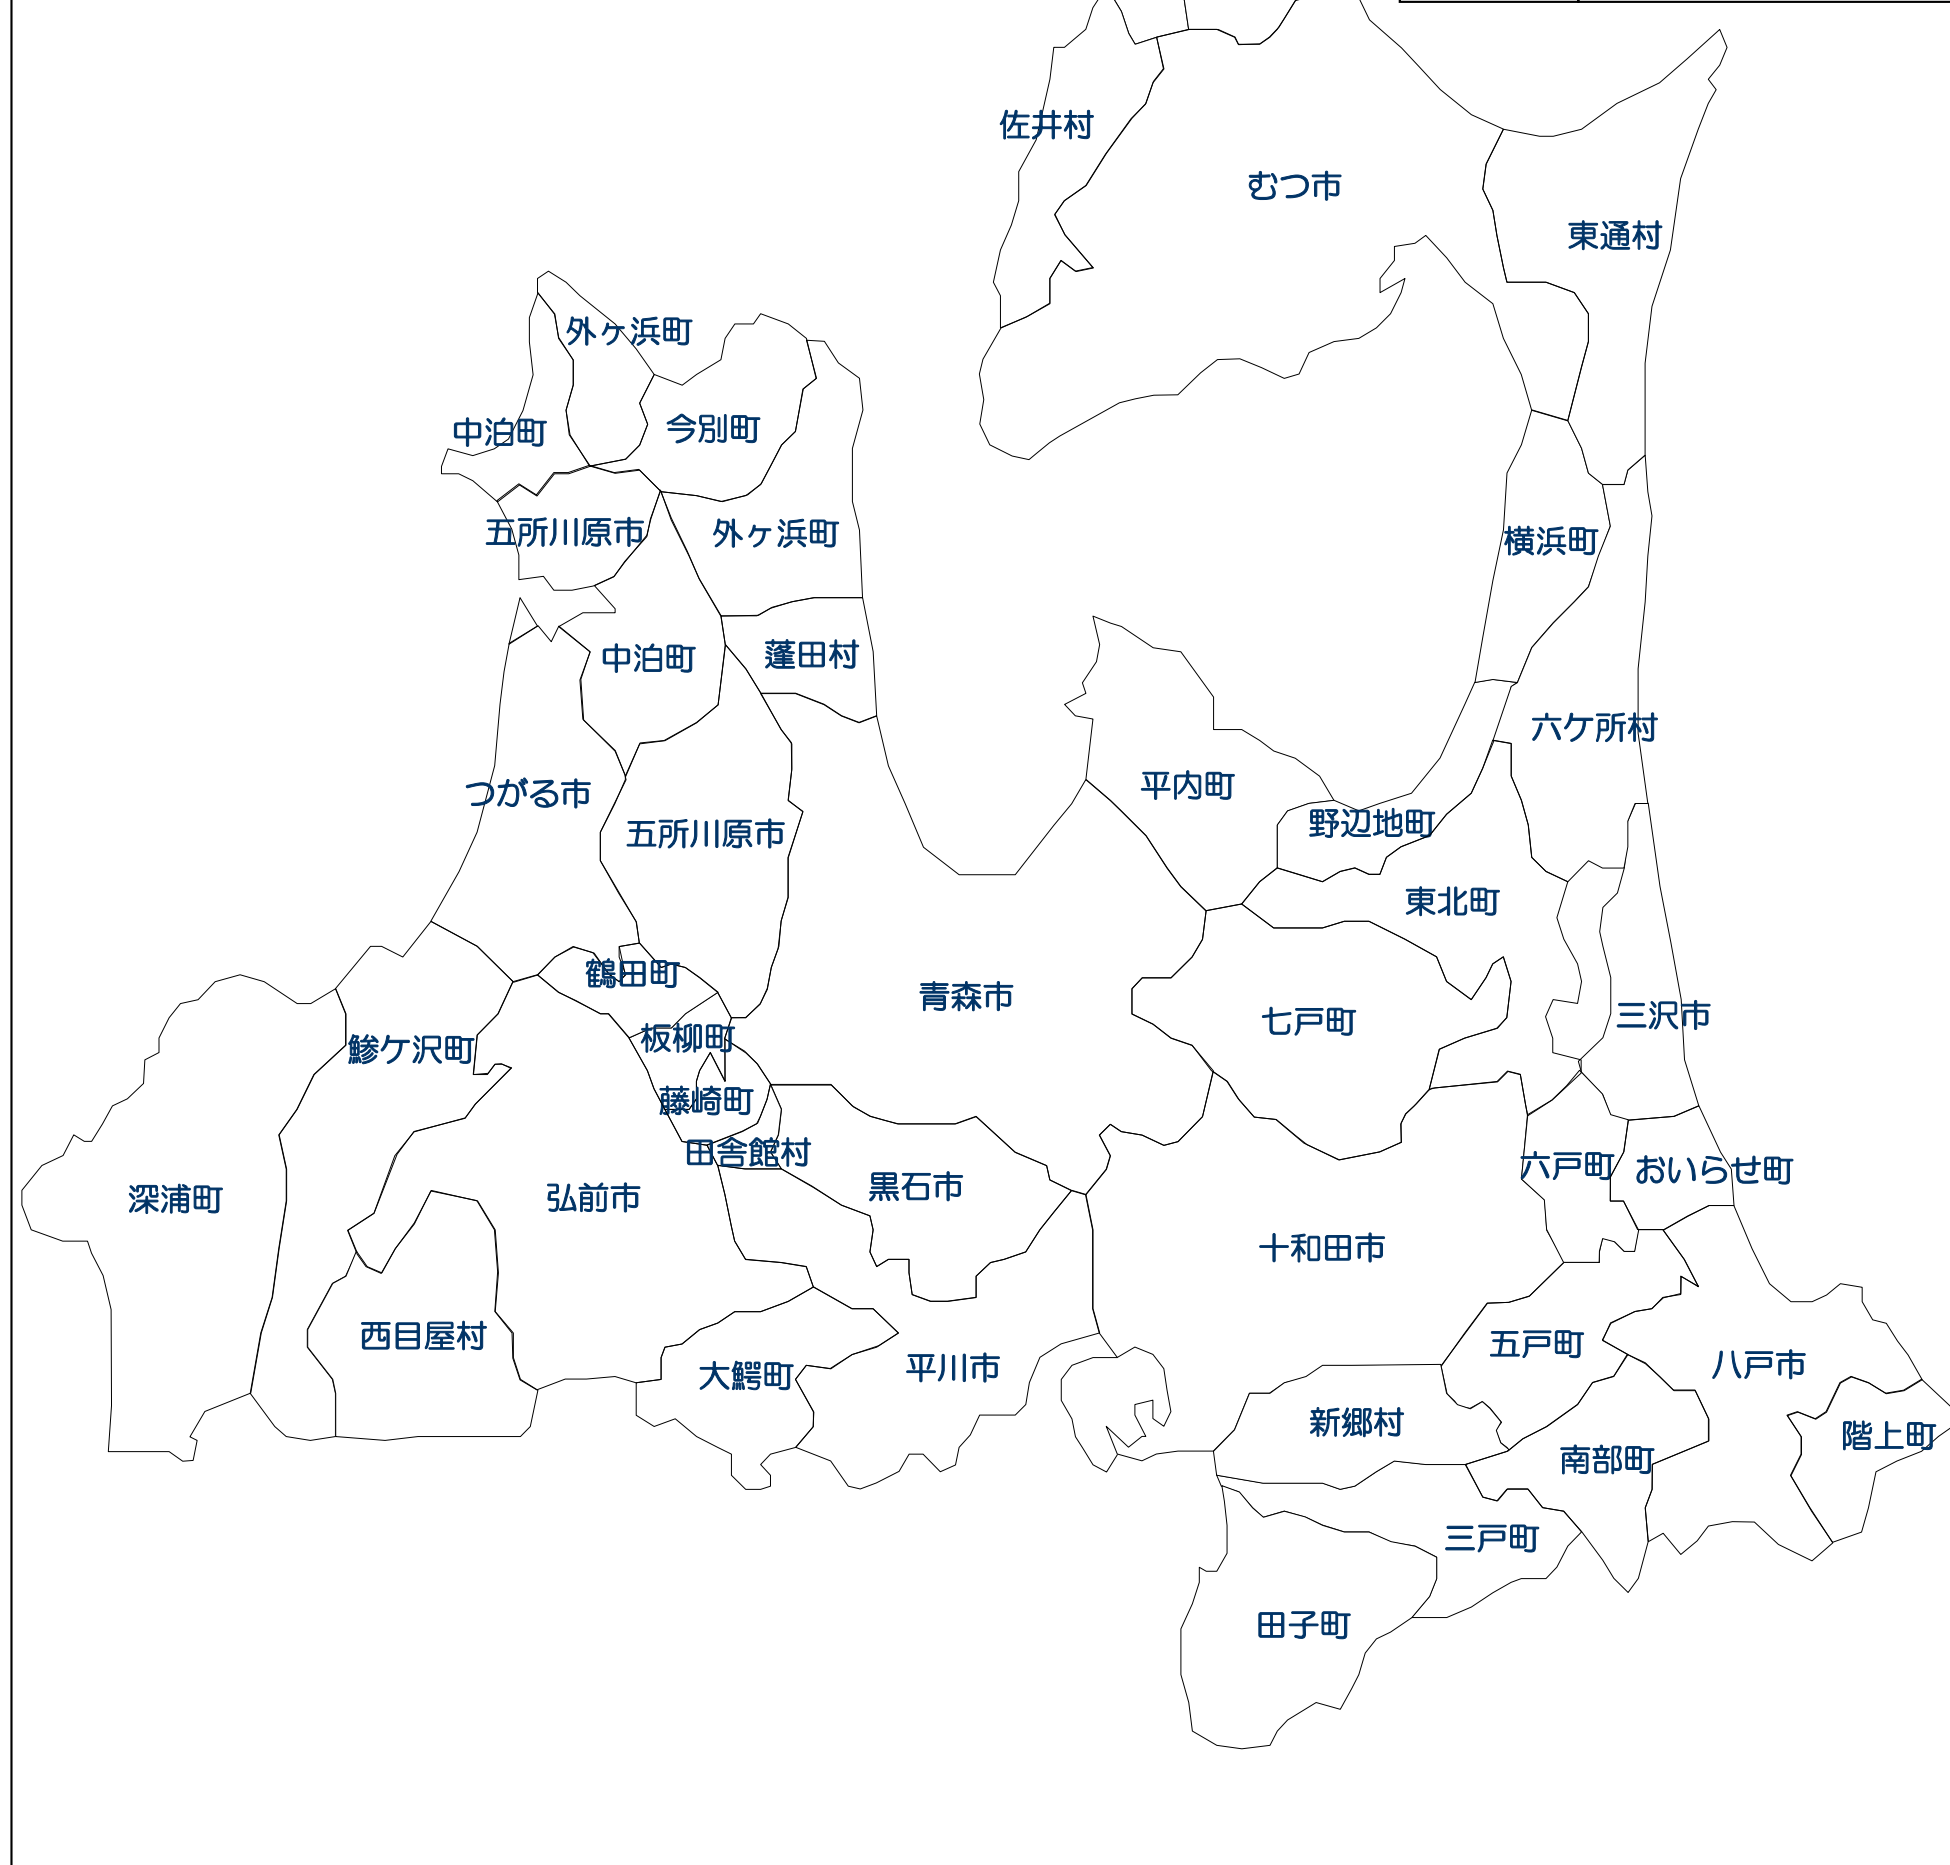 佐井村
むつ市
東通村
外ヶ浜町
今別町
中泊町
五所川原市
外ヶ浜町
横浜町
中泊町
蓬田村
六ケ所村
平内町
つがる市
五所川原市
野辺地町
東北町
鶴田町
青森市
七戸町
三沢市
板柳町
鰺ケ沢町
藤崎町
田舎館村
六戸町
おいらせ町
黒石市
深浦町
弘前市
十和田市
西目屋村
五戸町
八戸市
平川市
大鰐町
新郷村
階上町
南部町
三戸町
田子町